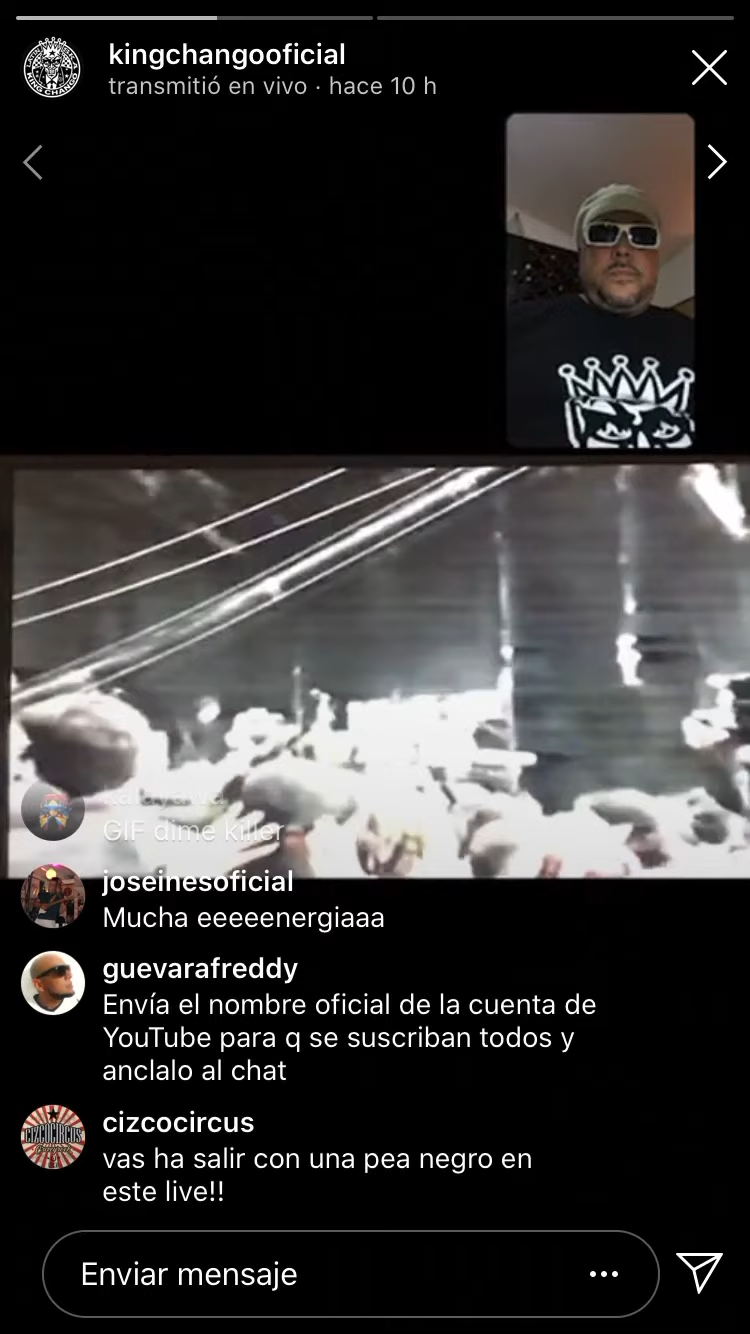 kingchangooficial
transmitió en vivo · hace 10 h
GIF dime killer
joseinesoficial
Mucha eeeeenergiaaa
guevarafreddy
Envía el nombre oficial de la cuenta de
YouTube para q se suscriban todos y
anclalo al chat
CIZCOCIRCUS
cizcocircus
vas ha salir con una pea negro en
este live!!
Enviar mensaje